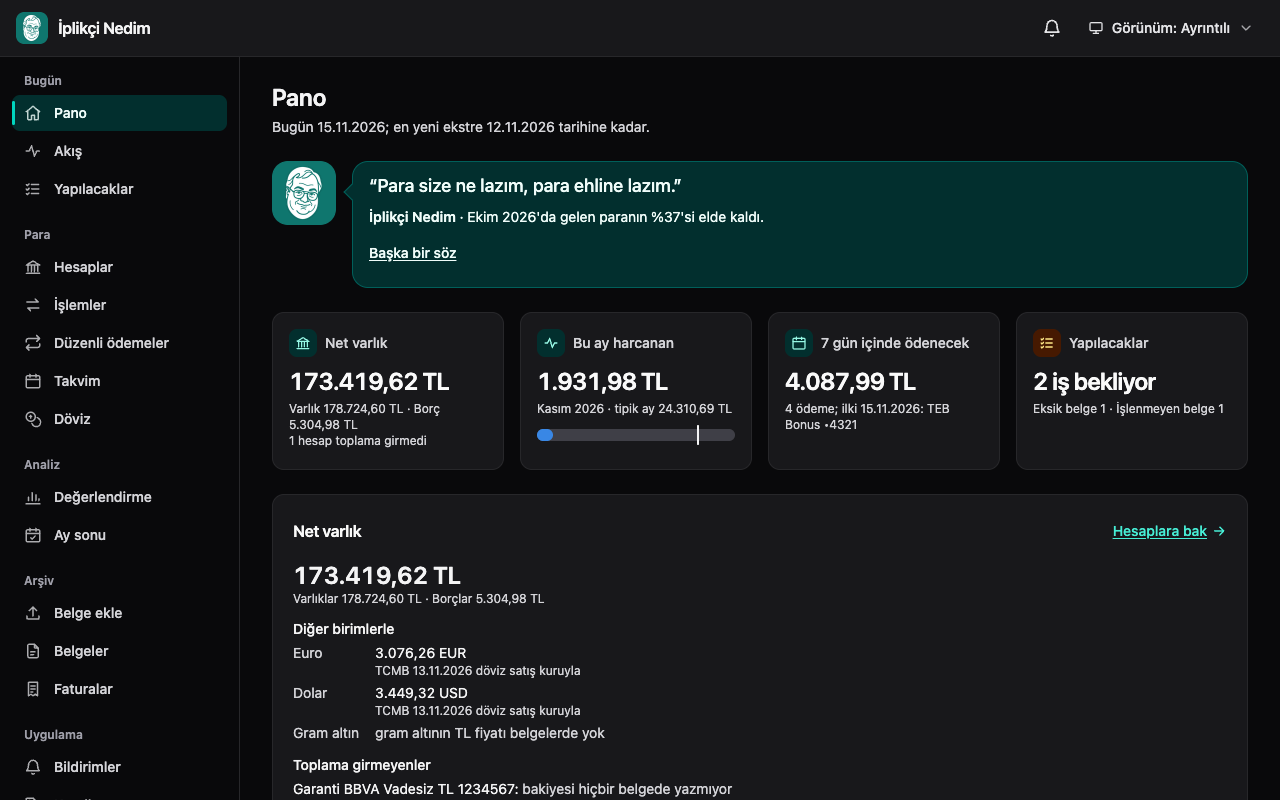 İplikçi Nedim
Görünüm: Ayrıntılı
Bugün
Pano
Akış
Yapılacaklar
Para
Hesaplar
İşlemler
Düzenli ödemeler
Takvim
Döviz
Analiz
Değerlendirme
Ay sonu
Arşiv
Belge ekle
Belgeler
Faturalar
Uygulama
Bildirimler
Pano
Bugün 15.11.2026; en yeni ekstre 12.11.2026 tarihine kadar.
“Para size ne lazım, para ehline lazım.”
İplikçi Nedim · Ekim 2026'da gelen paranın %37'si elde kaldı.
Başka bir söz
Net varlık
173.419,62 TL
Varlık 178.724,60 TL · Borç
5.304,98 TL
1 hesap toplama girmedi
Bu ay harcanan
1.931,98 TL
Kasım 2026 · tipik ay 24.310,69 TL
7 gün içinde ödenecek
4.087,99 TL
4 ödeme; ilki 15.11.2026: TEB
Bonus •4321
Yapılacaklar
2 iş bekliyor
Eksik belge 1 · İşlenmeyen belge 1
Net varlık
Hesaplara bak →
173.419,62 TL
Varlıklar 178.724,60 TL · Borçlar 5.304,98 TL
Diğer birimlerle
Euro 3.076,26 EUR
TCMB 13.11.2026 döviz satış kuruyla
Dolar 3.449,32 USD
TCMB 13.11.2026 döviz satış kuruyla
Gram altın gram altının TL fiyatı belgelerde yok
Toplama girmeyenler
Garanti BBVA Vadesiz TL 1234567: bakiyesi hiçbir belgede yazmıyor